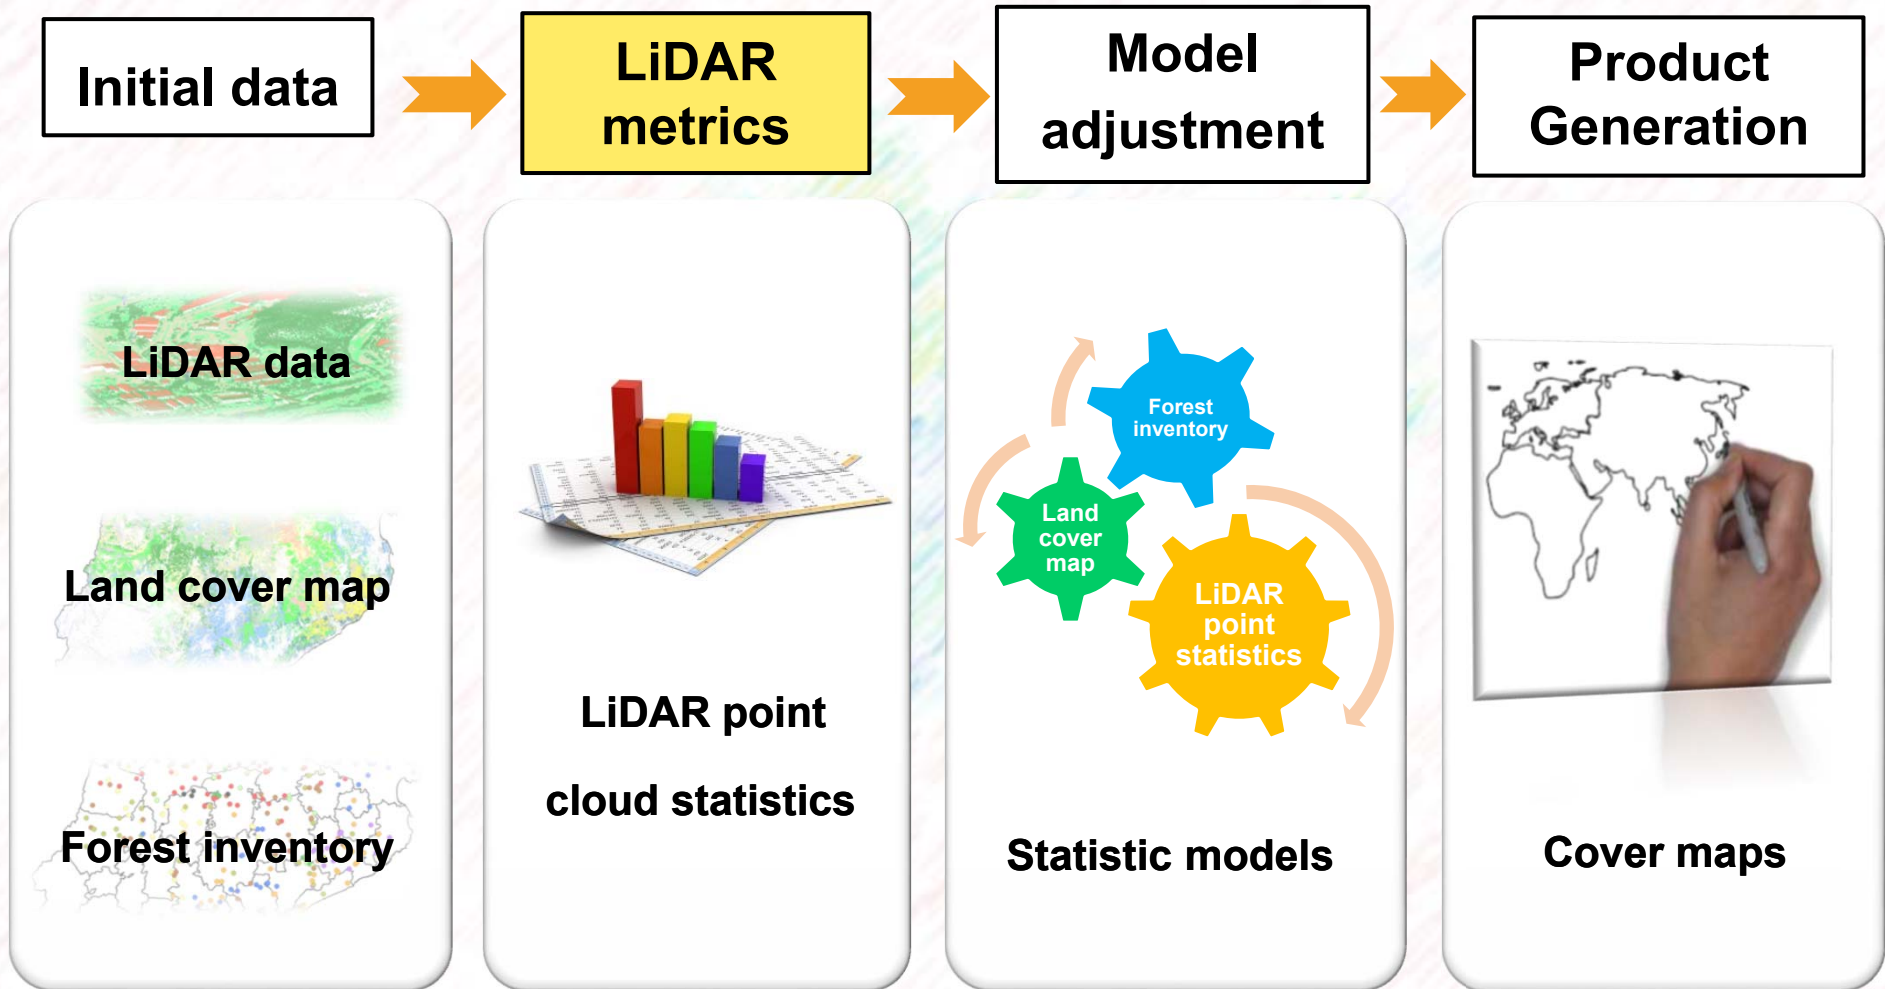 Initial data
LiDAR
metrics
Model
adjustment
Product
Generation
LiDAR data
Land cover map
Forest inventory
LiDAR point
cloud statistics
Forest
inventory
Land
cover
map
LiDAR
point
statistics
Statistic models
Cover maps